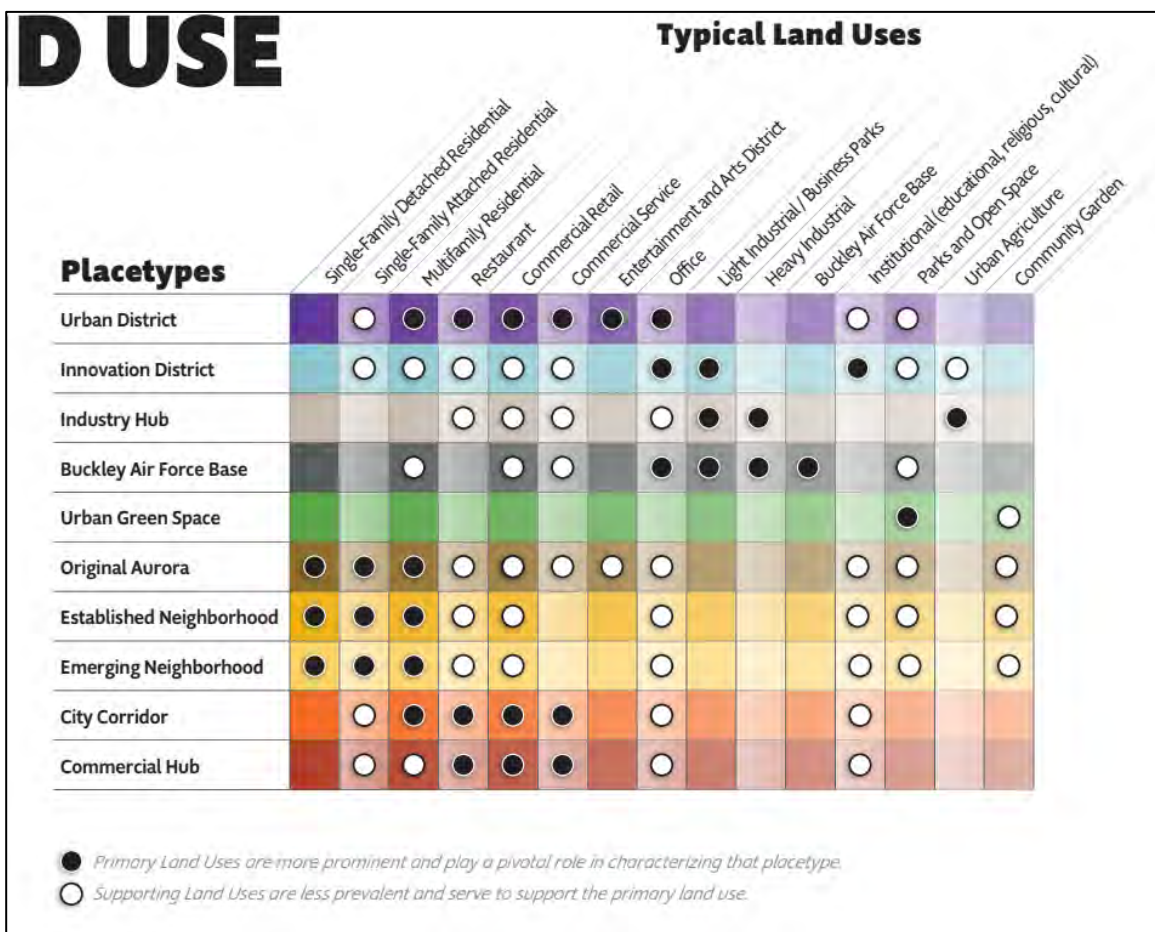 D USE
Typical Land Uses
Single-Family Detached Residential
Single-Family Attached Residential
Multifamily Residential
Restaurant
Commercial Retail
Commercial Service
Entertainment and Arts District
Office
Light Industrial / Business Parks
Heavy Industrial
Buckley Air Force Base
Institutional (educational, religious, cultural)
Parks and Open Space
Urban Agriculture
Community Garden
Placetypes
Urban District
Innovation District
Industry Hub
Buckley Air Force Base
Urban Green Space
Original Aurora
Established Neighborhood
Emerging Neighborhood
City Corridor
Commercial Hub
Primary Land Uses are more prominent and play a pivotal role in characterizing that placetype.
Supporting Land Uses are less prevalent and serve to support the primary land use.